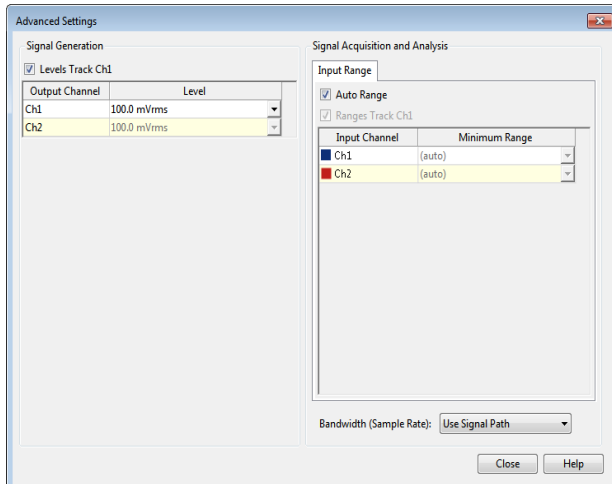 Advanced Settings
Signal Generation
Levels Track Ch1
Output Channel Level
Ch1 100.0 mVrms
Ch2 100.0 mVrms
Signal Acquisition and Analysis
Input Range
Auto Range
Ranges Track Ch1
Input Channel Minimum Range
Ch1 (auto)
Ch2 (auto)
Bandwidth (Sample Rate): Use Signal Path
Close Help